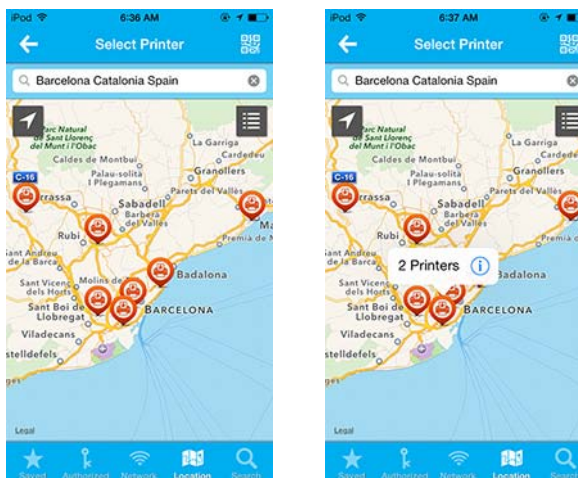 iPod 6:36 AM
Select Printer
Barcelona Catalonia Spain
Parc Natural
de Sant Llorenç
del Munt i l'Obac
La Garriga
Cardedeu
Caldes de Montbui
C-16
Palau-solità
i Plegamans
Granollers
rrassa
Sabadell
Parets del Vallès
Barberà
del Vallès
Rubí
Ma
Premià de M
Sant Andreu
de la Barca
Badalona
Sant Vicenç
dels Horts
Molins de
Sant Boi de
Llobregat
BARCELONA
Viladecans
stelldefels
ges
Legal
Saved Authorized Network Location Search
iPod 6:37 AM
Select Printer
Barcelona Catalonia Spain
Parc Natural
de Sant Llorenç
del Munt i l'Obac
La Garriga
Cardede
Caldes de Montbui
C-16
Palau-solità
i Plegamans
Granollers
rrassa
Sabadell
Parets del Vallès
Barberà
del Vallès
Rubí
Premià d
Sant Andreu
de la Barca
2 Printers
Badalona
Sant Vicenç
dels Horts
Sant Boi de
Llobregat
BARCELONA
Viladecans
stelldefels
ges
Legal
Saved Authorized Network Location Search